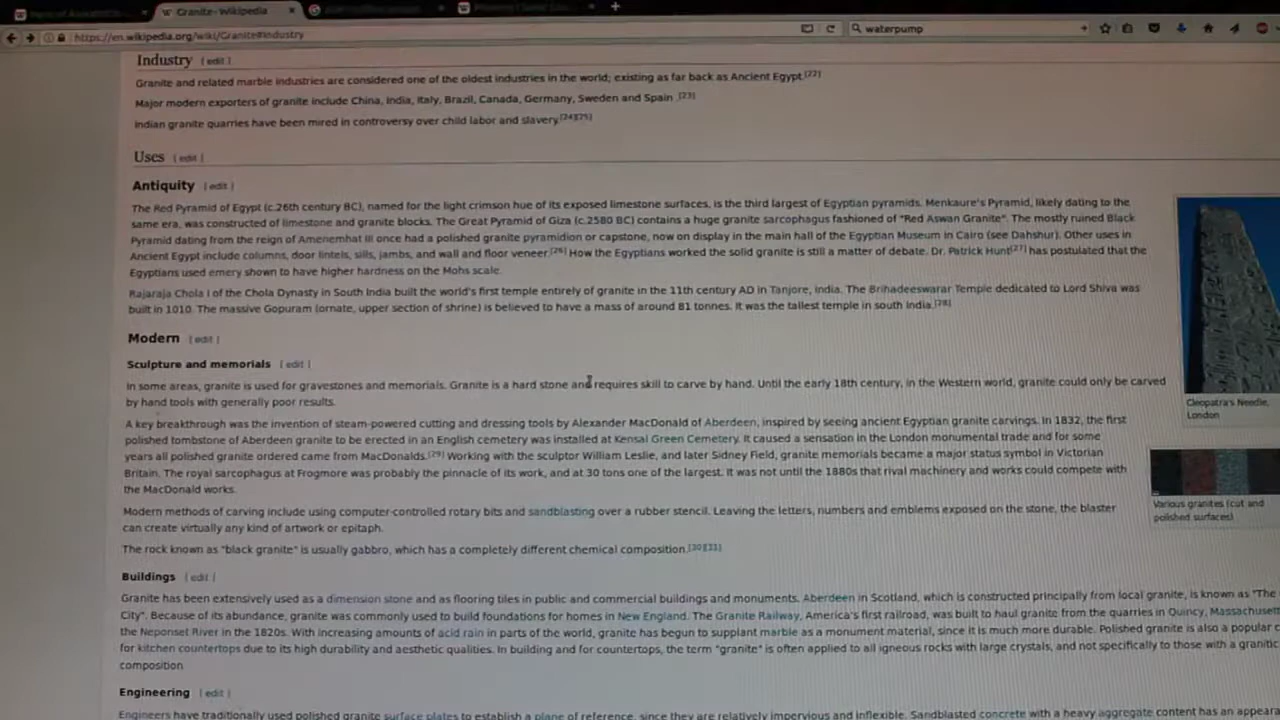 Granite - Wikipedia
https://en.wikipedia.org/wiki/Granite#Industry
waterpump
Industry [ edit ]
Granite and related marble industries are considered one of the oldest industries in the world; existing as far back as Ancient Egypt.[22]
Major modern exporters of granite include China, India, Italy, Brazil, Canada, Germany, Sweden and Spain .[23]
Indian granite quarries have been mired in controversy over child labor and slavery.[24][25]
Uses [ edit ]
Antiquity [ edit ]
The Red Pyramid of Egypt (c.26th century BC), named for the light crimson hue of its exposed limestone surfaces, is the third largest of Egyptian pyramids. Menkaure's Pyramid, likely dating to the
same era, was constructed of limestone and granite blocks. The Great Pyramid of Giza (c.2580 BC) contains a huge granite sarcophagus fashioned of "Red Aswan Granite". The mostly ruined Black
Pyramid dating from the reign of Amenemhat III once had a polished granite pyramidion or capstone, now on display in the main hall of the Egyptian Museum in Cairo (see Dahshur). Other uses in
Ancient Egypt include columns, door lintels, sills, jambs, and wall and floor veneer.[26] How the Egyptians worked the solid granite is still a matter of debate. Dr. Patrick Hunt[27] has postulated that the
Egyptians used emery shown to have higher hardness on the Mohs scale.
Rajaraja Chola I of the Chola Dynasty in South India built the world's first temple entirely of granite in the 11th century AD in Tanjore, India. The Brihadeeswarar Temple dedicated to Lord Shiva was
built in 1010. The massive Gopuram (ornate, upper section of shrine) is believed to have a mass of around 81 tonnes. It was the tallest temple in south India.[28]
Modern [ edit ]
Sculpture and memorials [ edit ]
In some areas, granite is used for gravestones and memorials. Granite is a hard stone and requires skill to carve by hand. Until the early 18th century, in the Western world, granite could only be carved
by hand tools with generally poor results.
A key breakthrough was the invention of steam-powered cutting and dressing tools by Alexander MacDonald of Aberdeen, inspired by seeing ancient Egyptian granite carvings. In 1832, the first
polished tombstone of Aberdeen granite to be erected in an English cemetery was installed at Kensal Green Cemetery. It caused a sensation in the London monumental trade and for some
years all polished granite ordered came from MacDonalds.[29] Working with the sculptor William Leslie, and later Sidney Field, granite memorials became a major status symbol in Victorian
Britain. The royal sarcophagus at Frogmore was probably the pinnacle of its work, and at 30 tons one of the largest. It was not until the 1880s that rival machinery and works could compete with
the MacDonald works.
Modern methods of carving include using computer-controlled rotary bits and sandblasting over a rubber stencil. Leaving the letters, numbers and emblems exposed on the stone, the blaster
can create virtually any kind of artwork or epitaph.
The rock known as "black granite" is usually gabbro, which has a completely different chemical composition.[30][31]
Cleopatra's Needle,
London
Various granites (cut and
polished surfaces)
Buildings [ edit ]
Granite has been extensively used as a dimension stone and as flooring tiles in public and commercial buildings and monuments. Aberdeen in Scotland, which is constructed principally from local granite, is known as "The
City". Because of its abundance, granite was commonly used to build foundations for homes in New England. The Granite Railway, America's first railroad, was built to haul granite from the quarries in Quincy, Massachuset
the Neponset River in the 1820s. With increasing amounts of acid rain in parts of the world, granite has begun to supplant marble as a monument material, since it is much more durable. Polished granite is also a popular c
for kitchen countertops due to its high durability and aesthetic qualities. In building and for countertops, the term "granite" is often applied to all igneous rocks with large crystals, and not specifically to those with a granitic
composition.
Engineering [ edit ]
Engineers have traditionally used polished granite surface plates to establish a plane of reference, since they are relatively impervious and inflexible. Sandblasted concrete with a heavy aggregate content has an appeara